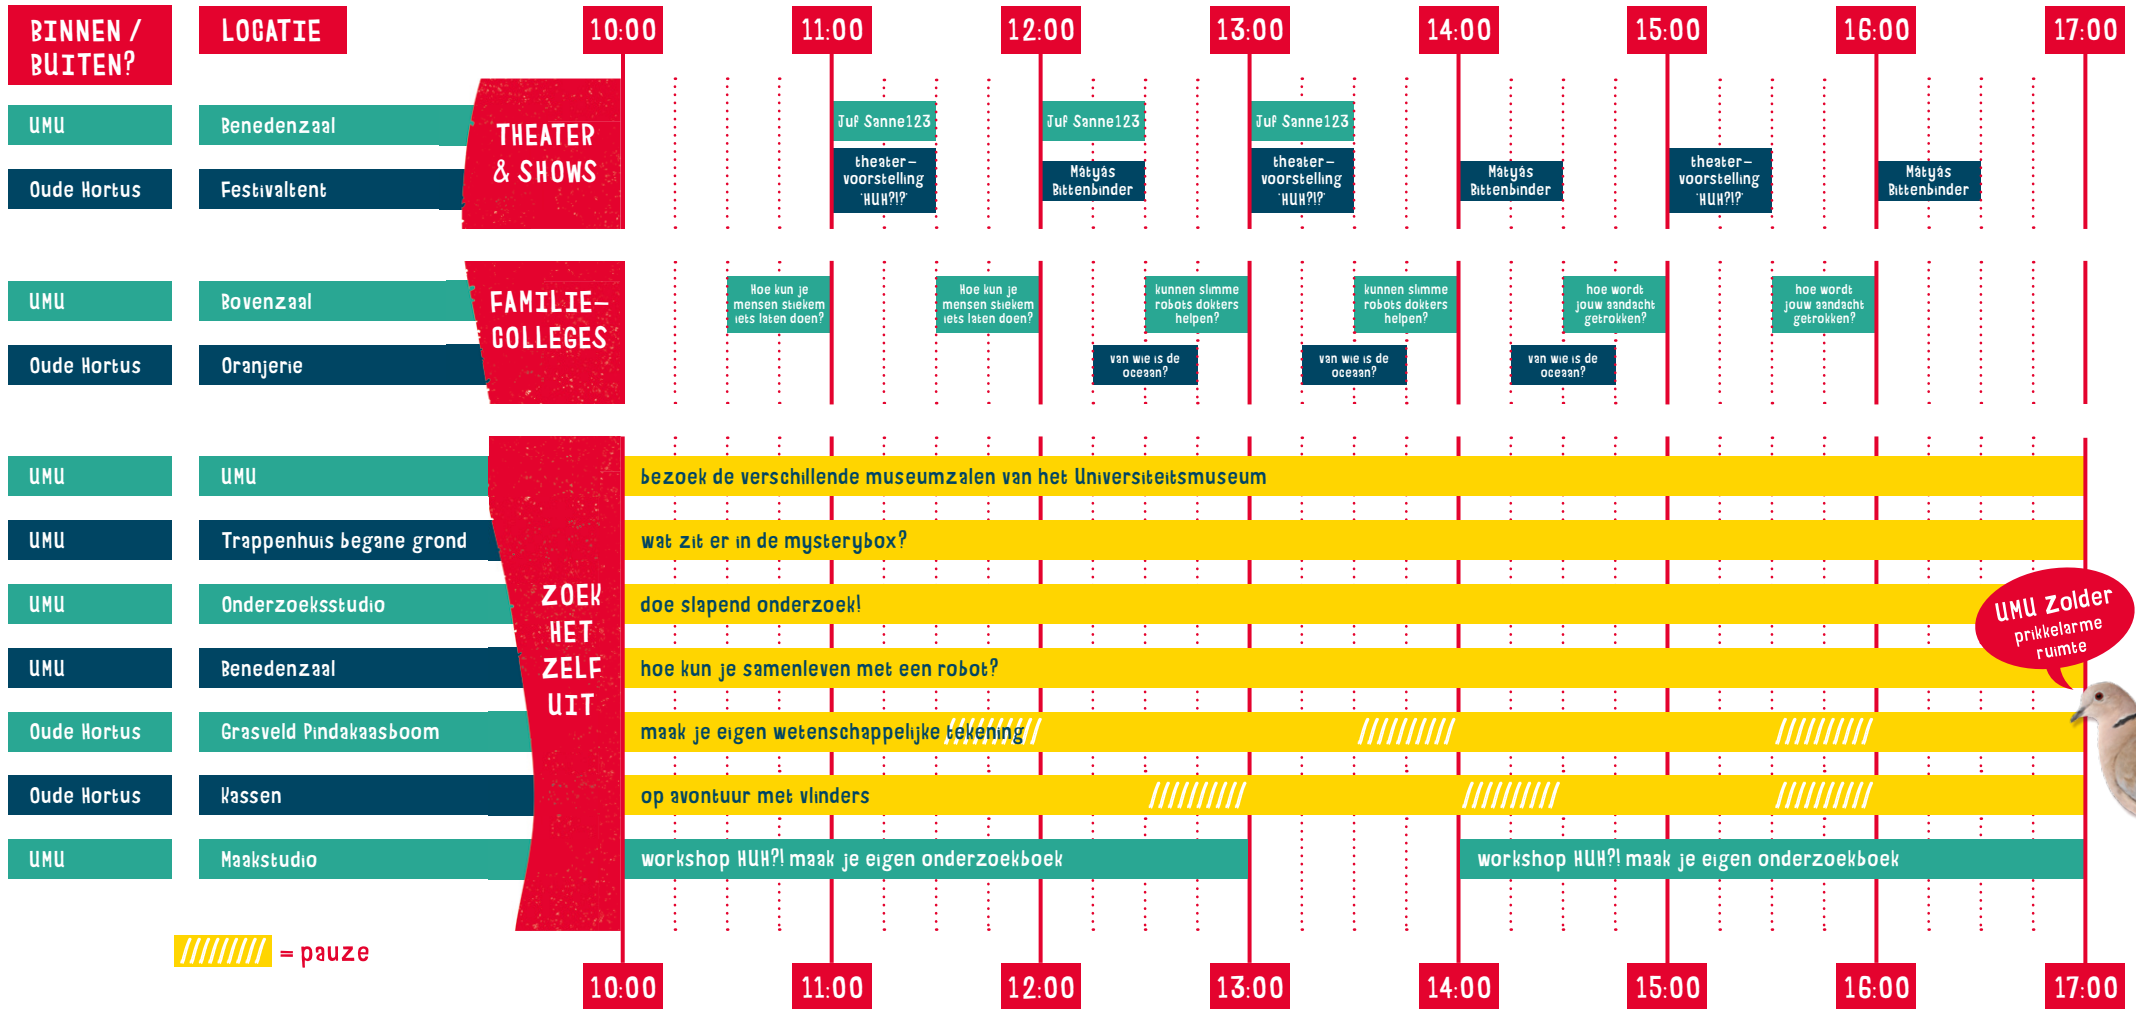 BINNEN /
BUITEN?
LOCATIE
10:00 11:00 12:00 13:00 14:00 15:00 16:00 17:00
THEATER
& SHOWS
UMU
Benedenzaal
Juf Sanne123
Juf Sanne123
Juf Sanne123
Oude Hortus
Festivaltent
theater-
voorstelling
'HUH?!?'
Mátyás
Bittenbinder
theater-
voorstelling
'HUH?!?'
Mátyás
Bittenbinder
theater-
voorstelling
'HUH?!?'
Mátyás
Bittenbinder
FAMILIE-
COLLEGES
UMU
Bovenzaal
Hoe kun je
mensen stiekem
iets laten doen?
Hoe kun je
mensen stiekem
iets laten doen?
kunnen slimme
robots dokters
helpen?
kunnen slimme
robots dokters
helpen?
hoe wordt
jouw aandacht
getrokken?
hoe wordt
jouw aandacht
getrokken?
Oude Hortus
Oranjerie
van wie is de
oceaan?
van wie is de
oceaan?
van wie is de
oceaan?
ZOEK
HET
ZELF
UIT
UMU
UMU
bezoek de verschillende museumzalen van het Universiteitsmuseum
UMU
Trappenhuis begane grond
wat zit er in de mysterybox?
UMU
Onderzoeksstudio
doe slapend onderzoek!
UMU
Benedenzaal
hoe kun je samenleven met een robot?
UMU Zolder
prikkelarme
ruimte
Oude Hortus
Grasveld Pindakaasboom
maak je eigen wetenschappelijke tekening
Oude Hortus
Kassen
op avontuur met vlinders
UMU
Maakstudio
workshop HUH?! maak je eigen onderzoekboek
workshop HUH?! maak je eigen onderzoekboek
= pauze
10:00 11:00 12:00 13:00 14:00 15:00 16:00 17:00